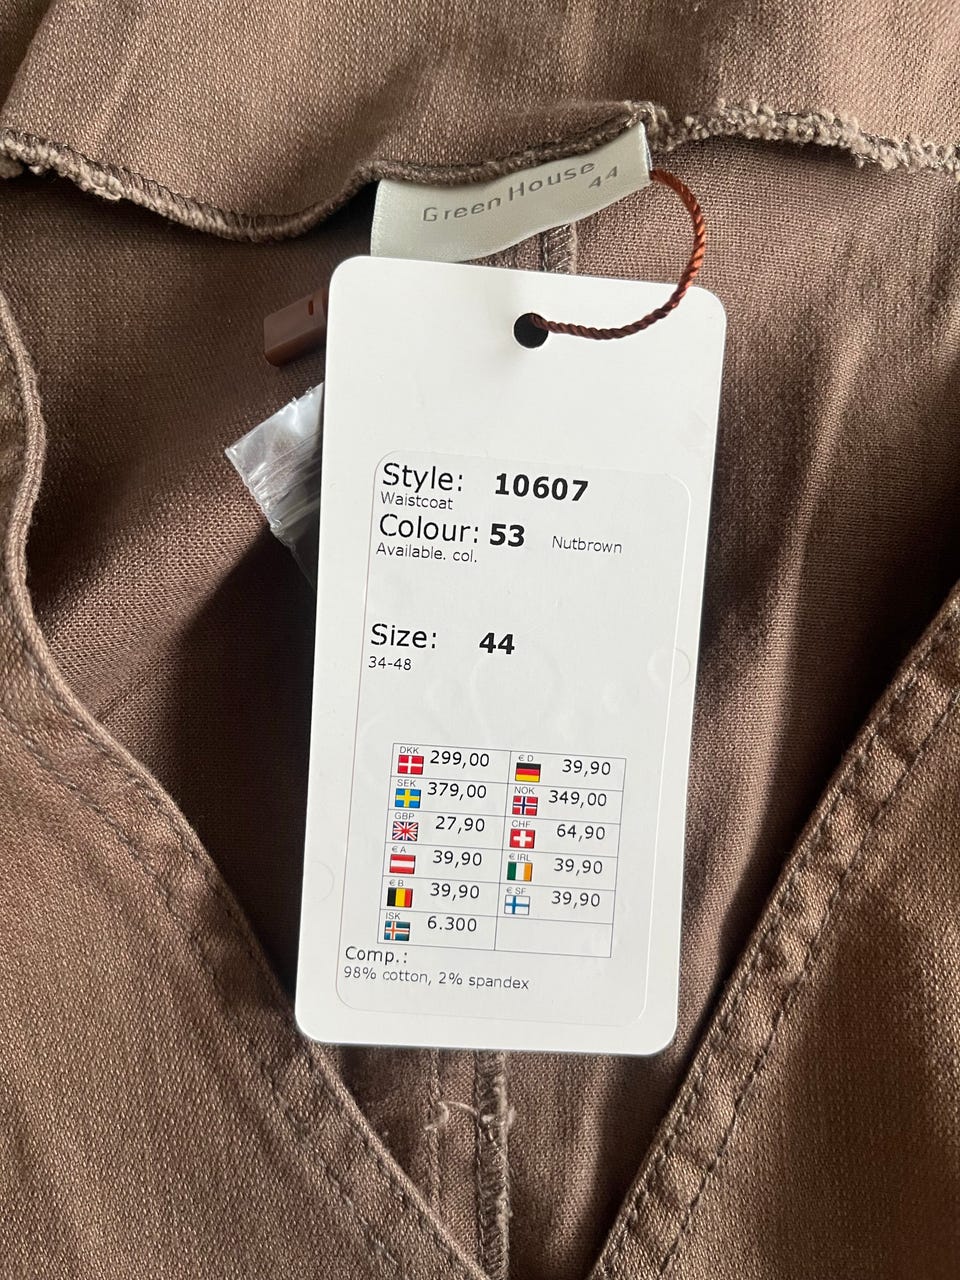 Green House
44
Style: 10607
Waistcoat
Colour: 53 Nutbrown
Available. col.
Size: 44
34-48
DKK 299,00 € D 39,90
SEK 379,00 NOK 349,00
GBP 27,90 CHF 64,90
€ A 39,90 € IRL 39,90
€ B 39,90 € SF 39,90
ISK 6.300
Comp.:
98% cotton, 2% spandex